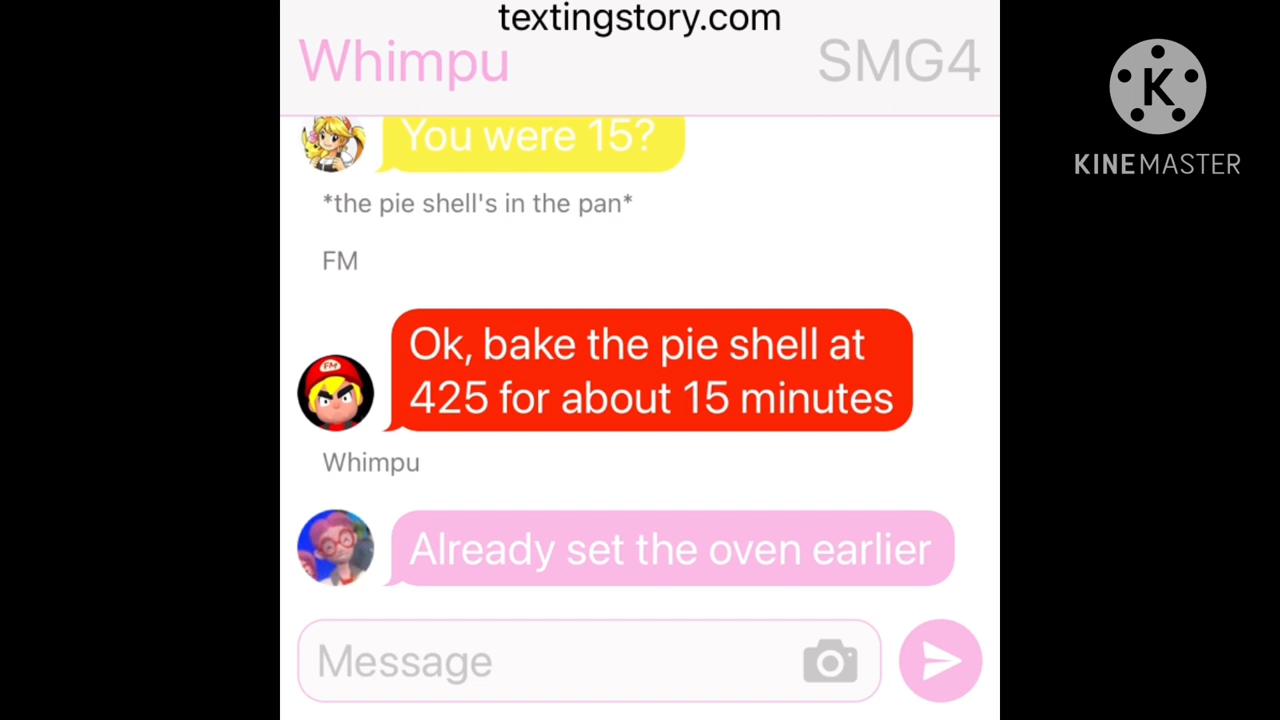 textingstory.com
Whimpu
SMG4
You were 15?
*the pie shell's in the pan*
FM
FM
Ok, bake the pie shell at
425 for about 15 minutes
Whimpu
Already set the oven earlier
Message
K
KINEMASTER